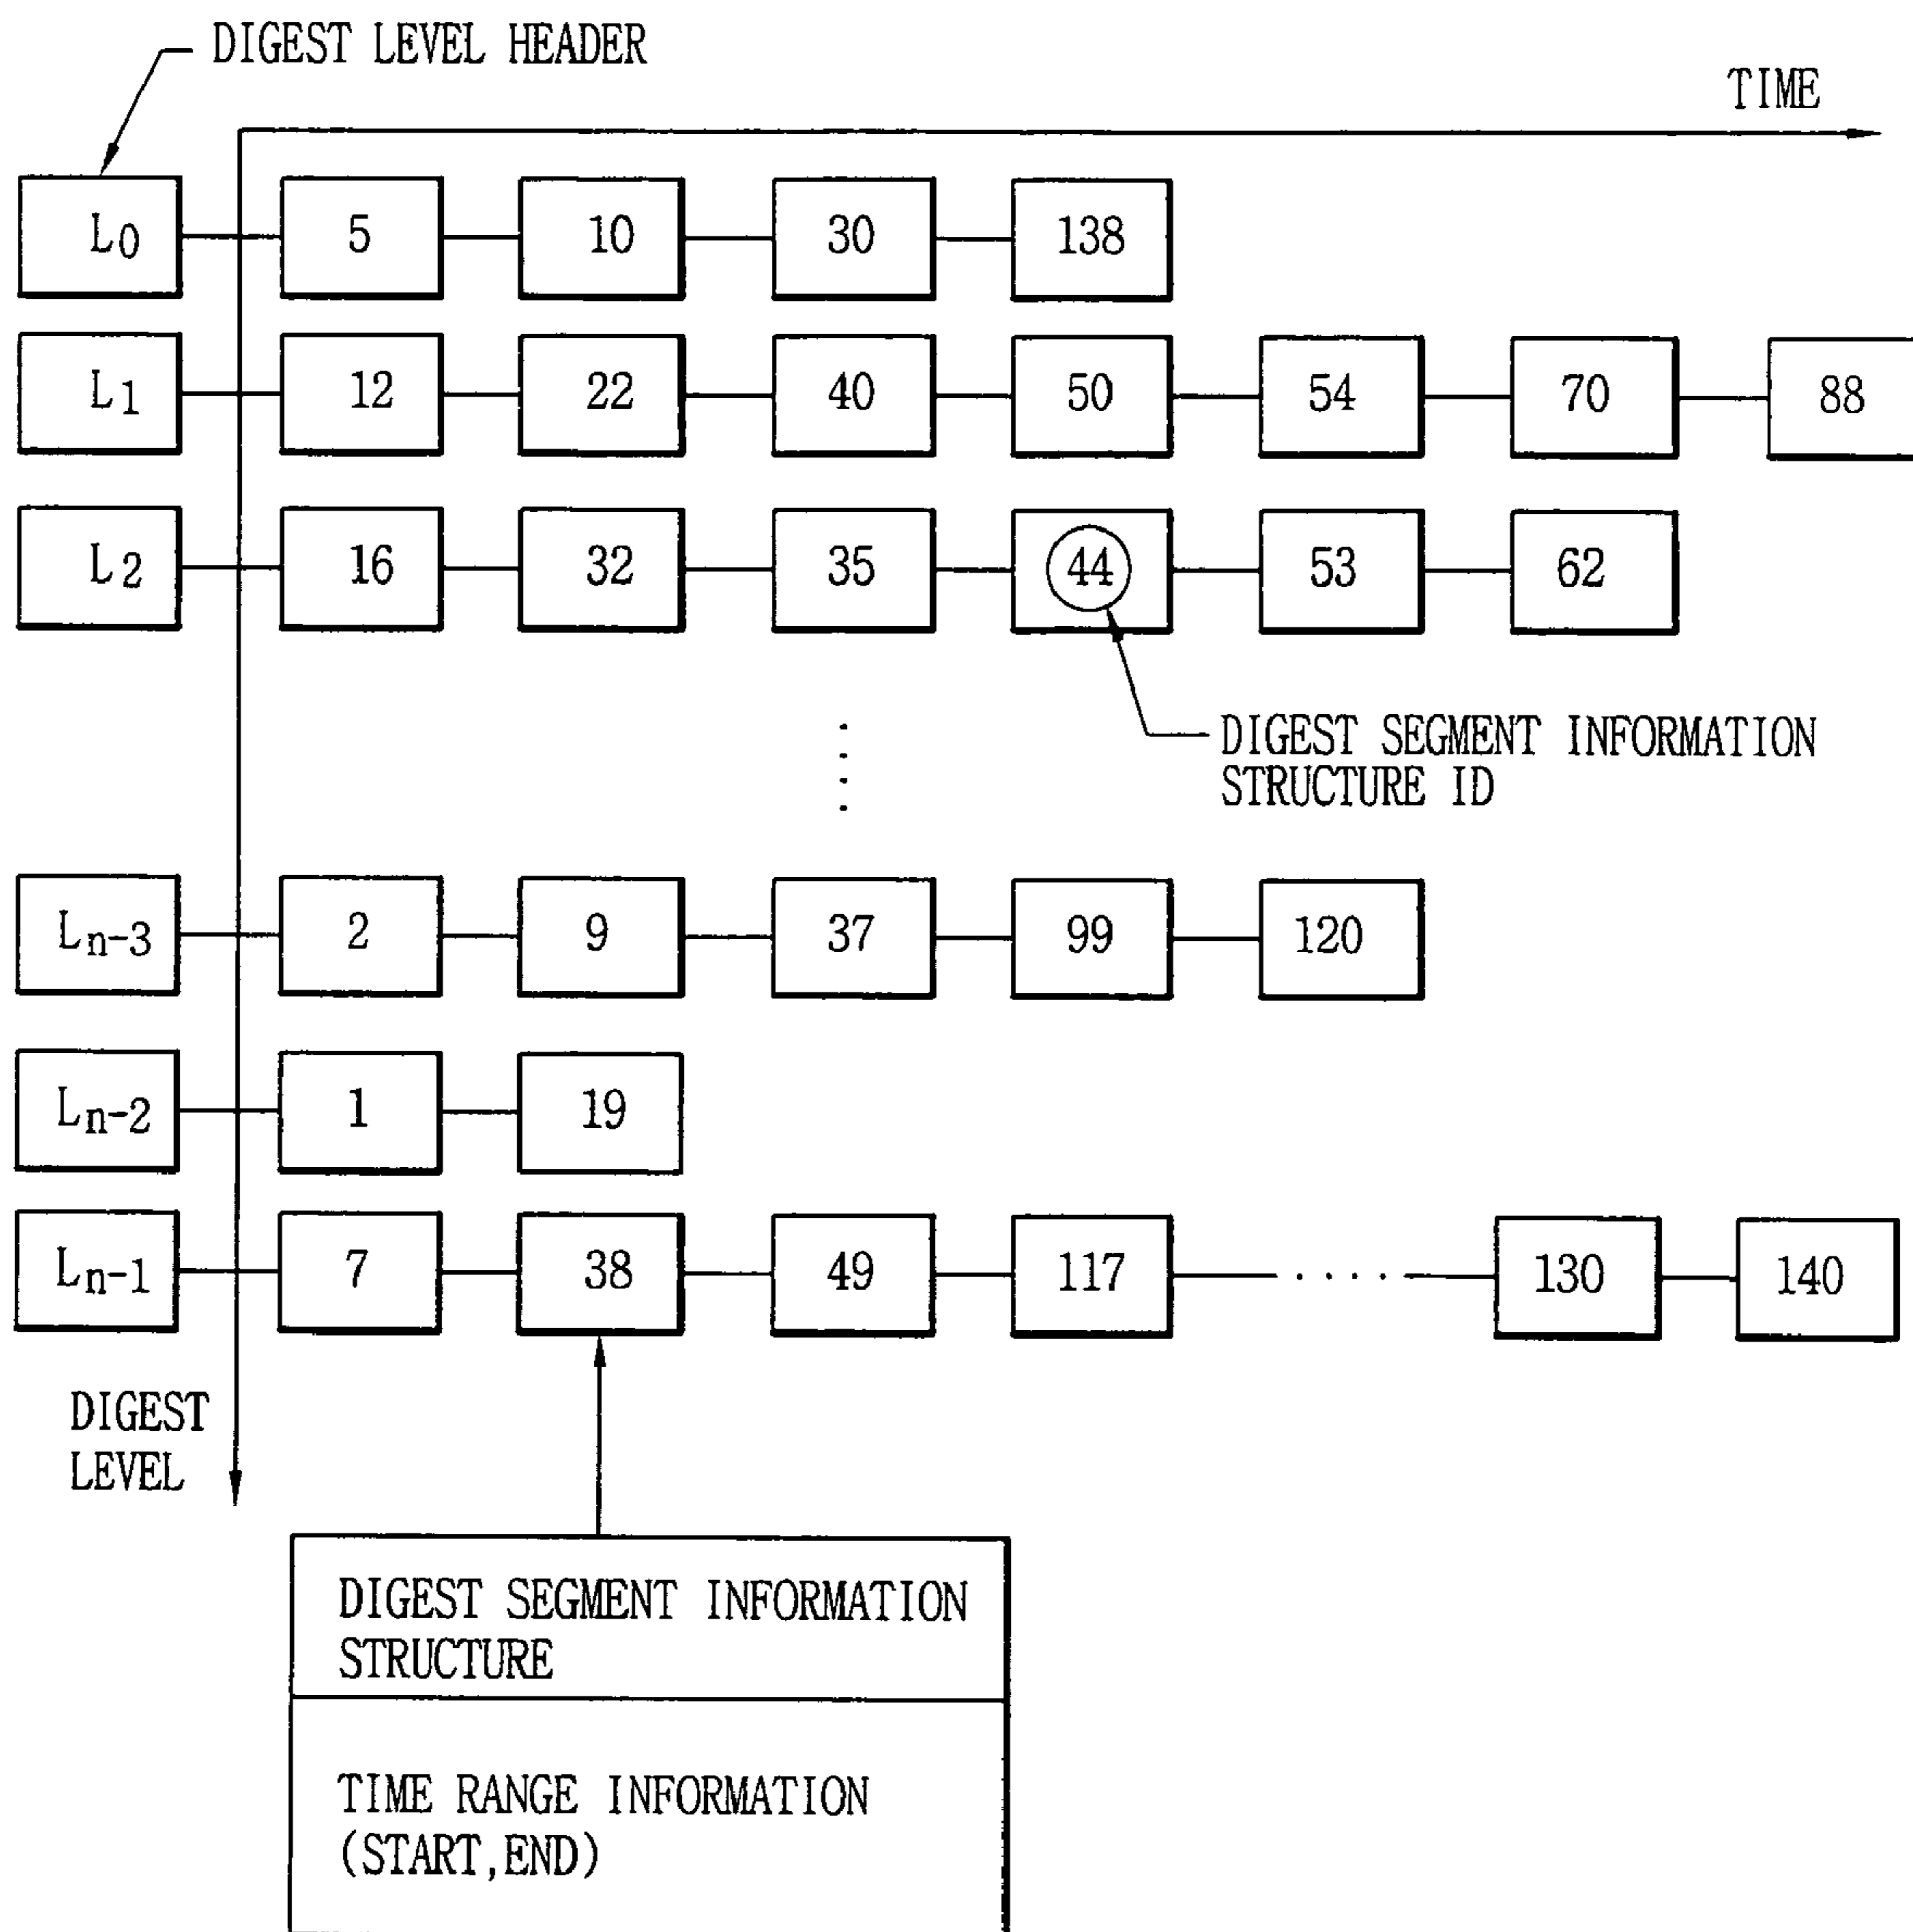 DIGEST LEVEL HEADER
TIME
L0 5 10 30 138
L1 12 22 40 50 54 70 88
L2 16 32 35 44 53 62
DIGEST SEGMENT INFORMATION
STRUCTURE ID
Ln-3 2 9 37 99 120
Ln-2 1 19
Ln-1 7 38 49 117 ···· 130 140
DIGEST
LEVEL
DIGEST SEGMENT INFORMATION
STRUCTURE
TIME RANGE INFORMATION
(START,END)